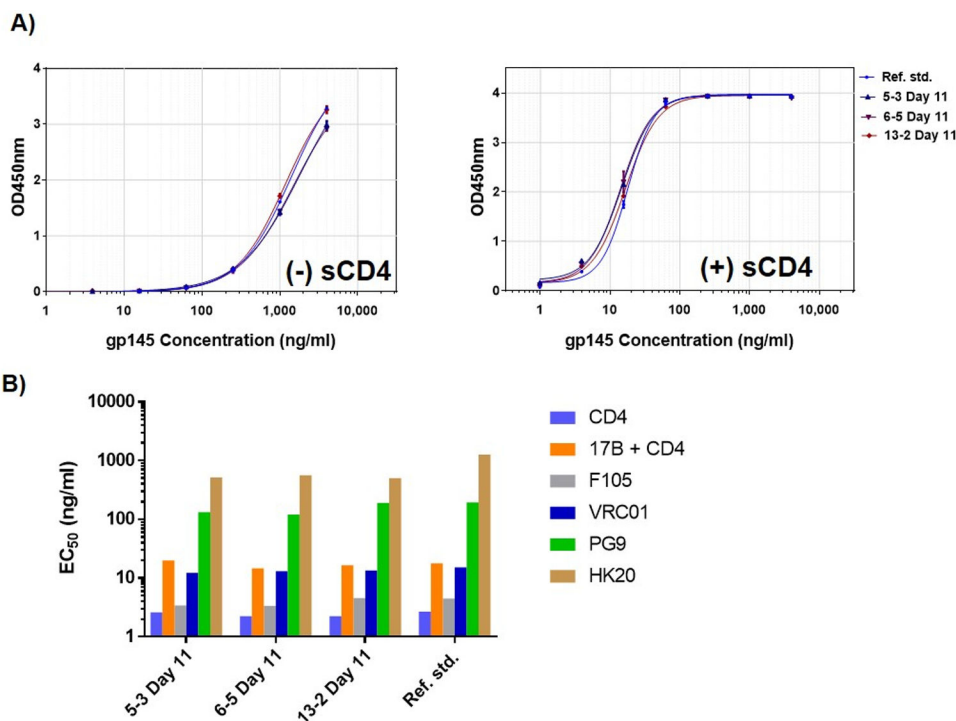 A)
4
3
2
1
0
OD450nm
1
10
100
1,000
10,000
(-) sCD4
gp145 Concentration (ng/ml)
4
3
2
1
0
OD450nm
1
10
100
1,000
10,000
(+) sCD4
gp145 Concentration (ng/ml)
Ref. std.
5-3 Day 11
6-5 Day 11
13-2 Day 11
B)
10000
1000
100
10
1
EC50 (ng/ml)
5-3 Day 11
6-5 Day 11
13-2 Day 11
Ref. std.
CD4
17B + CD4
F105
VRC01
PG9
HK20